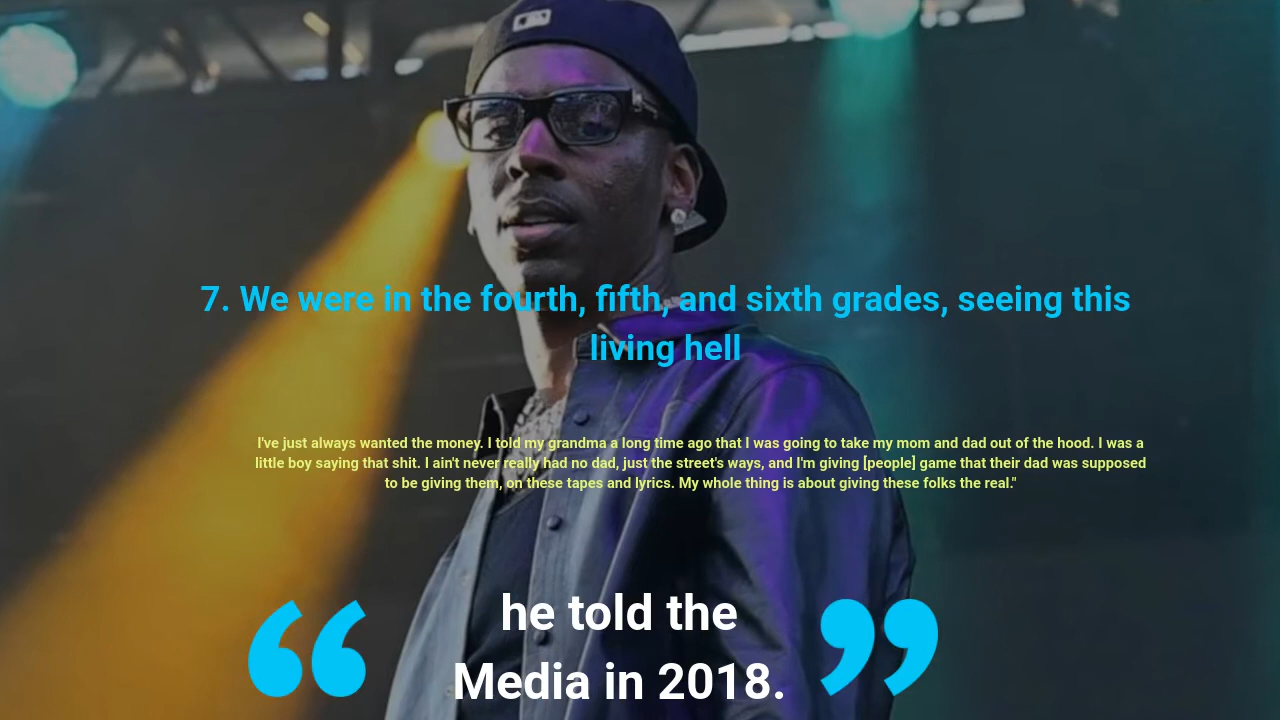 7. We were in the fourth, fifth, and sixth grades, seeing this
living hell
I've just always wanted the money. I told my grandma a long time ago that I was going to take my mom and dad out of the hood. I was a
little boy saying that shit. I ain't never really had no dad, just the street's ways, and I'm giving [people] game that their dad was supposed
to be giving them, on these tapes and lyrics. My whole thing is about giving these folks the real."
“ he told the ”
Media in 2018.